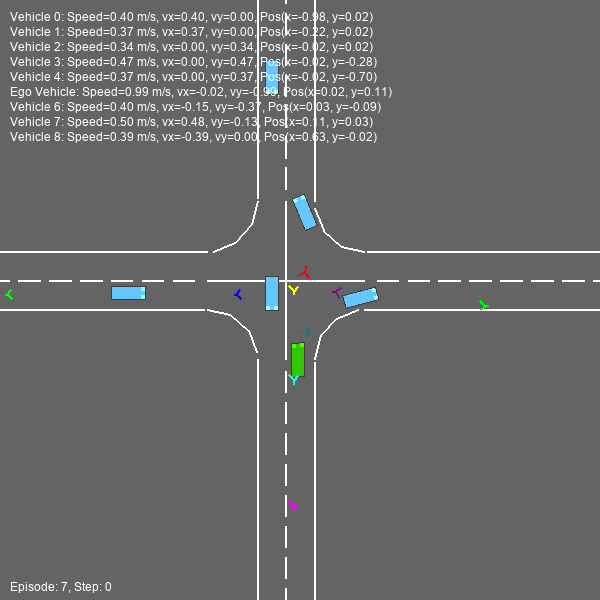 Vehicle 0: Speed=0.40 m/s, vx=0.40, vy=0.00, Pos(x=-0.98, y=0.02)
Vehicle 1: Speed=0.37 m/s, vx=0.37, vy=0.00, Pos(x=-0.22, y=0.02)
Vehicle 2: Speed=0.34 m/s, vx=0.00, vy=0.34, Pos(x=-0.02, y=0.02)
Vehicle 3: Speed=0.47 m/s, vx=0.00, vy=0.47, Pos(x=-0.02, y=-0.28)
Vehicle 4: Speed=0.37 m/s, vx=0.00, vy=0.37, Pos(x=-0.02, y=-0.70)
Ego Vehicle: Speed=0.99 m/s, vx=-0.02, vy=-0.99, Pos(x=0.02, y=0.11)
Vehicle 6: Speed=0.40 m/s, vx=-0.15, vy=-0.37, Pos(x=0.03, y=-0.09)
Vehicle 7: Speed=0.50 m/s, vx=0.48, vy=-0.13, Pos(x=0.11, y=0.03)
Vehicle 8: Speed=0.39 m/s, vx=-0.39, vy=0.00, Pos(x=0.63, y=-0.02)
Episode: 7, Step: 0